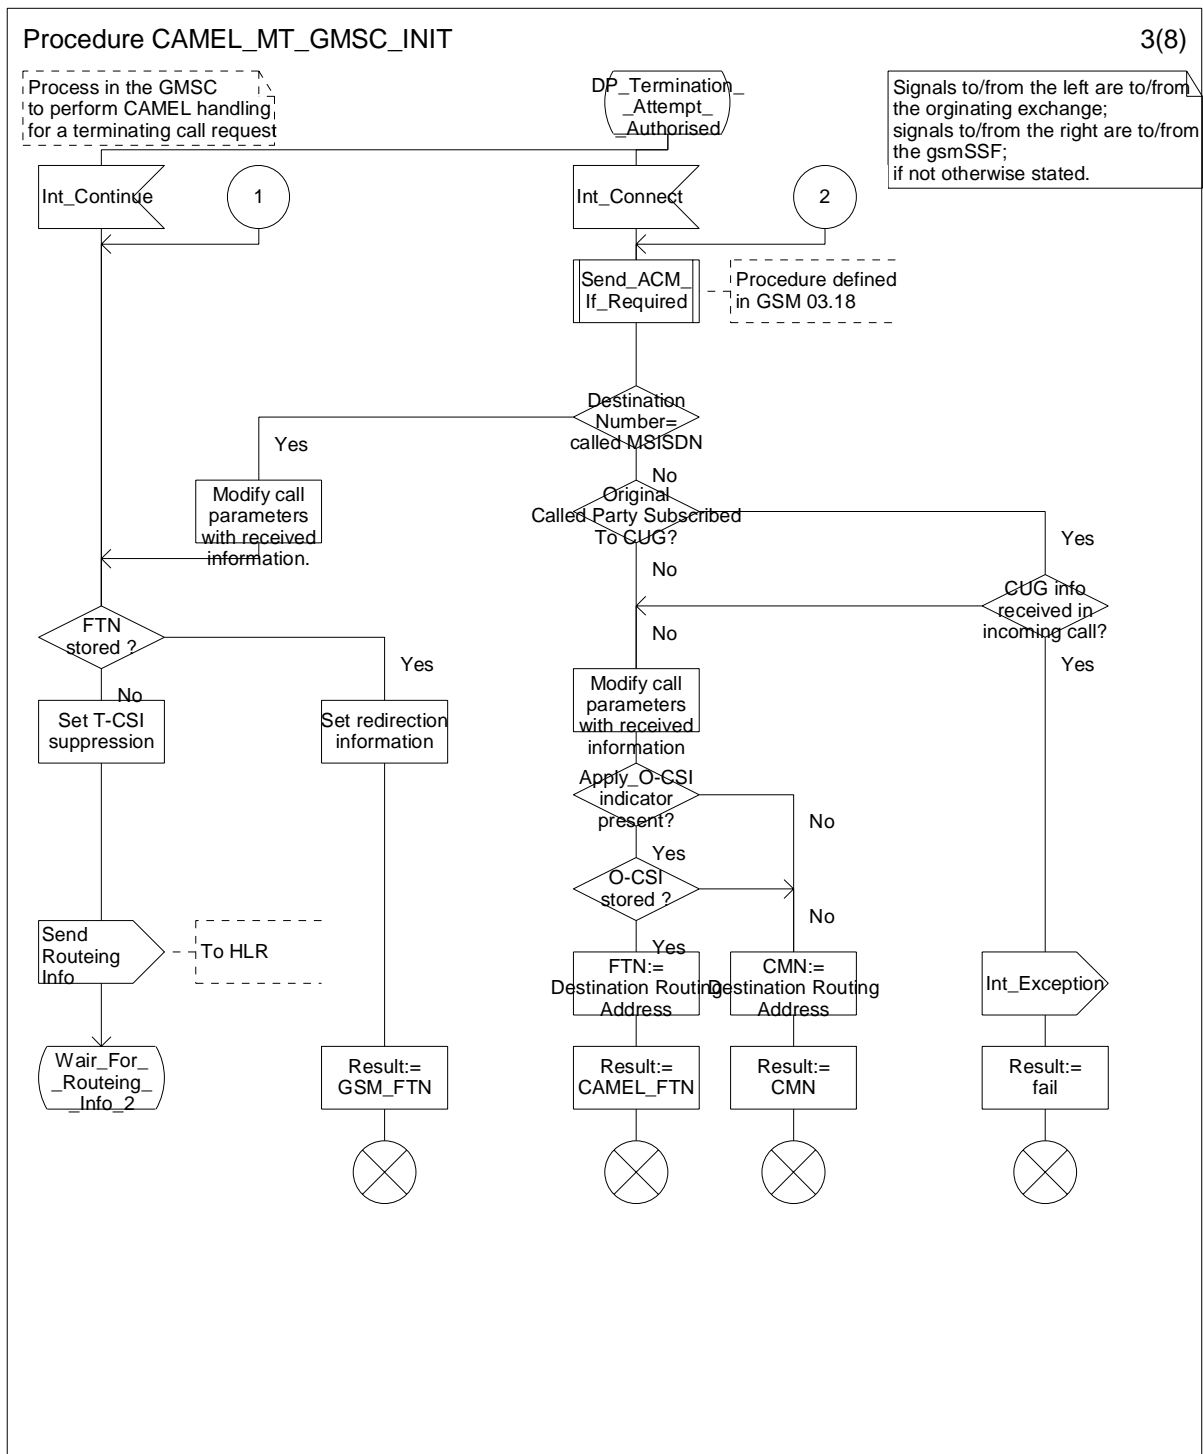 Procedure CAMEL_MT_GMSC_INIT
3(8)
Process in the GMSC
to perform CAMEL handling
for a terminating call request
DP_Termination_
_Attempt_
_Authorised
Signals to/from the left are to/from
the orginating exchange;
signals to/from the right are to/from
the gsmSSF;
if not otherwise stated.
Int_Continue
1
Int_Connect
2
Send_ACM_
If_Required
Procedure defined
in GSM 03.18
Destination
Number=
called MSISDN
Yes
No
Modify call
parameters
with received
information.
Original
Called Party Subscribed
To CUG?
Yes
No
CUG info
received in
incoming call?
No
Yes
FTN
stored ?
Yes
No
Set T-CSI
suppression
Set redirection
information
Modify call
parameters
with received
information
Apply_O-CSI
indicator
present?
No
Yes
O-CSI
stored ?
No
Yes
Send
Routeing
Info
To HLR
FTN:=
Destination Routing
Address
CMN:=
Destination Routing
Address
Int_Exception
Wair_For_
_Routeing_
_Info_2
Result:=
GSM_FTN
Result:=
CAMEL_FTN
Result:=
CMN
Result:=
fail